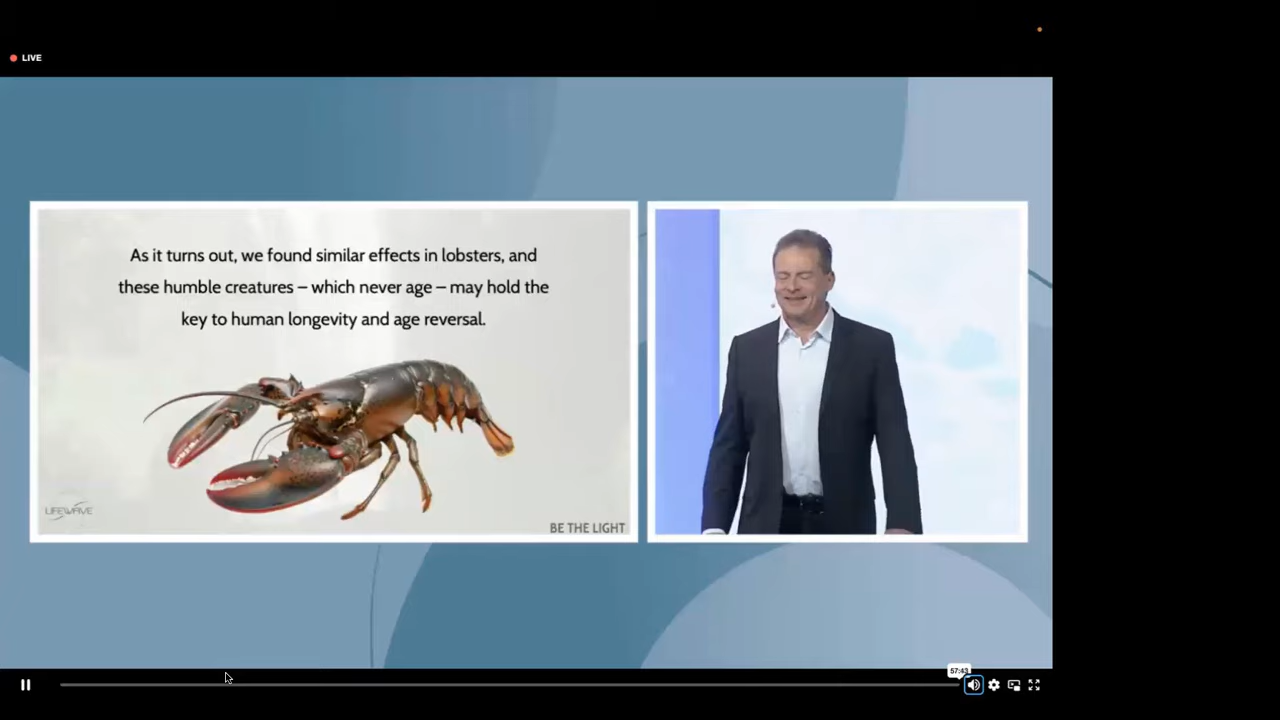 LIVE
As it turns out, we found similar effects in lobsters, and
these humble creatures – which never age – may hold the
key to human longevity and age reversal.
LIFEWAVE
BE THE LIGHT
57:43